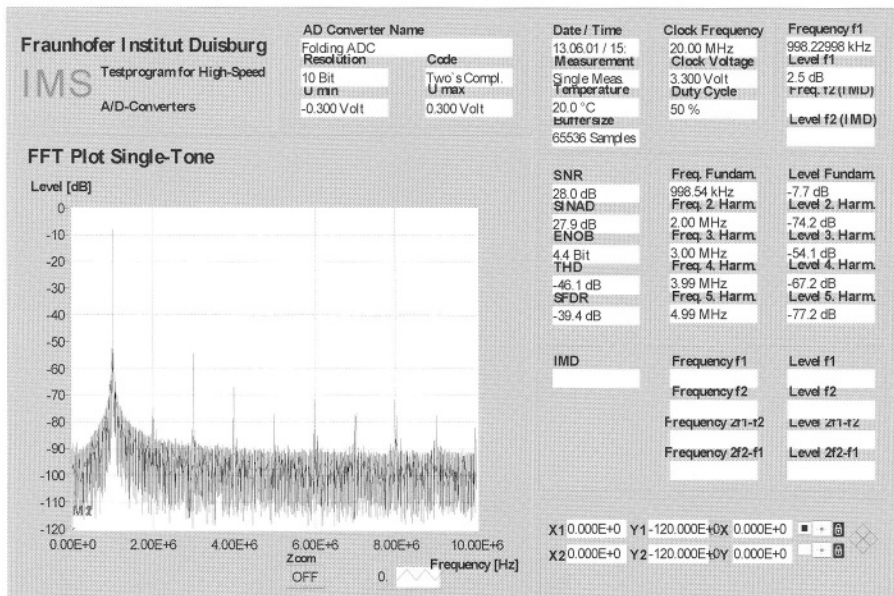 Fraunhofer Institut Duisburg
IMS
Testprogram for High-Speed
A/D-Converters
AD Converter Name
Folding ADC
Resolution
Code
10 Bit
Two`s Compl.
U min
U max
-0.300 Volt
0.300 Volt
Date / Time
Clock Frequency
Frequency f1
13.06.01 / 15:
20.00 MHz
998.22998 kHz
Measurement
Clock Voltage
Level f1
Single Meas.
3.300 Volt
2.5 dB
Temperature
Duty Cycle
Freq. f2 (IMD)
20.0 °C
50 %
Buffersize
Level f2 (IMD)
65536 Samples
FFT Plot Single-Tone
Level [dB]
0
-10
-20
-30
-40
-50
-60
-70
-80
-90
-100
-110
-120
0.00E+0
2.00E+6
4.00E+6
6.00E+6
8.00E+6
10.00E+6
Zoom
Frequency [Hz]
OFF
0.
SNR
Freq. Fundam.
Level Fundam.
28.0 dB
998.54 kHz
-7.7 dB
SINAD
Freq. 2. Harm.
Level 2. Harm.
27.9 dB
2.00 MHz
-74.2 dB
ENOB
Freq. 3. Harm.
Level 3. Harm.
4.4 Bit
3.00 MHz
-54.1 dB
THD
Freq. 4. Harm.
Level 4. Harm.
-46.1 dB
3.99 MHz
-67.2 dB
SFDR
Freq. 5. Harm.
Level 5. Harm.
-39.4 dB
4.99 MHz
-77.2 dB
IMD
Frequency f1
Level f1
Frequency f2
Level f2
Frequency 2f1-f2
Level 2f1-f2
Frequency 2f2-f1
Level 2f2-f1
X1 0.000E+0 Y1 -120.000E+0 X 0.000E+0
X2 0.000E+0 Y2 -120.000E+0 Y 0.000E+0